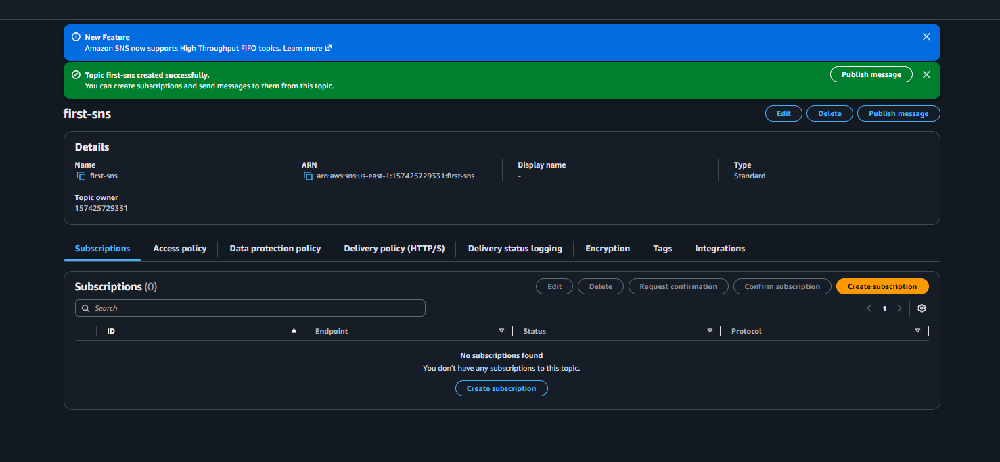 New Feature
Amazon SNS now supports High Throughput FIFO topics. Learn more
Topic first-sns created successfully.
Publish message
You can create subscriptions and send messages to them from this topic.
first-sns
Edit
Delete
Publish message
Details
Name
first-sns
ARN
arn:aws:sns:us-east-1:157425729331:first-sns
Display name
-
Type
Standard
Topic owner
157425729331
Subscriptions
Access policy
Data protection policy
Delivery policy (HTTP/S)
Delivery status logging
Encryption
Tags
Integrations
Subscriptions (0)
Edit
Delete
Request confirmation
Confirm subscription
Create subscription
Search
1
ID
Endpoint
Status
Protocol
No subscriptions found
You don't have any subscriptions to this topic.
Create subscription